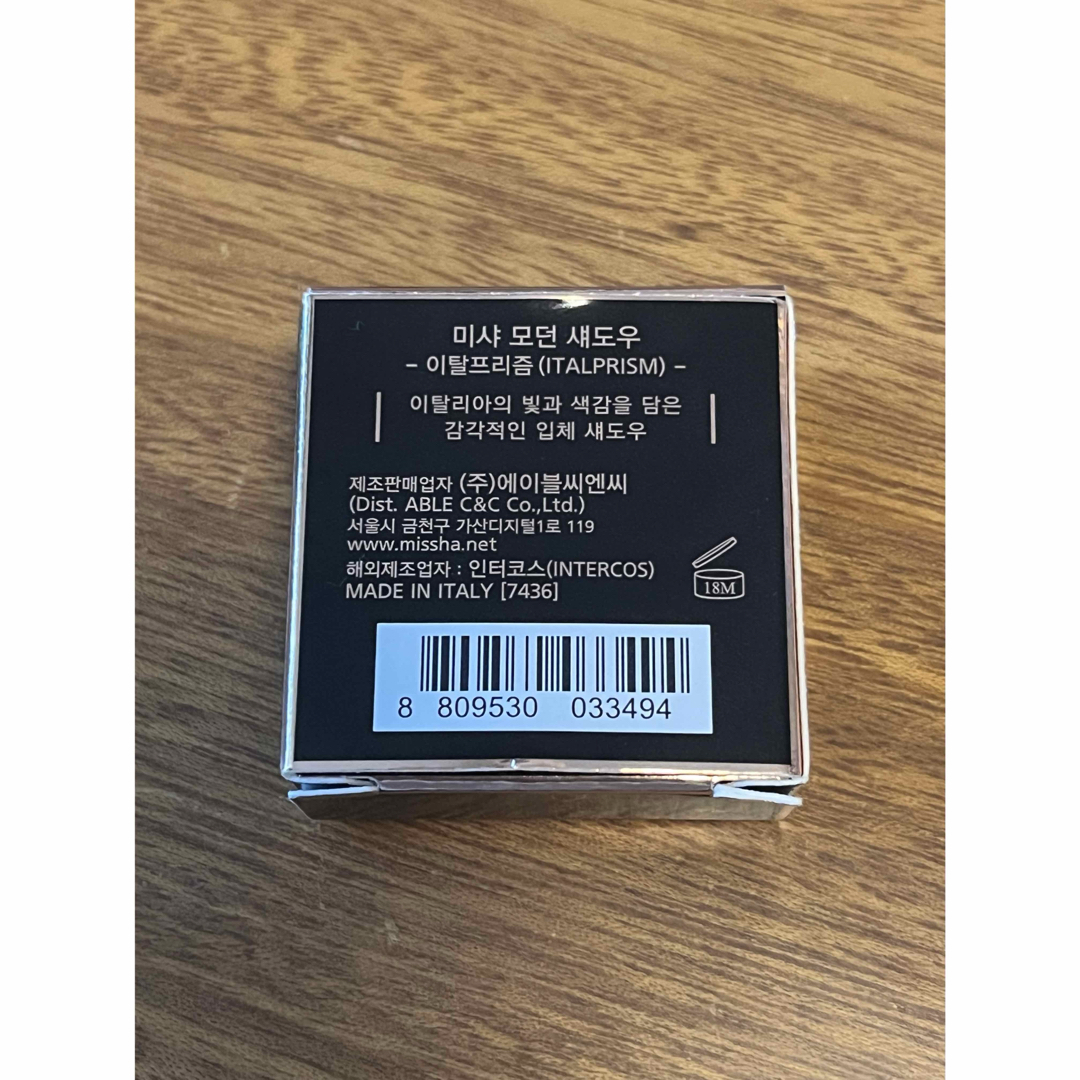 미샤 모던 섀도우
– 이탈프리즘 (ITALPRISM) –
이탈리아의 빛과 색감을 담은
감각적인 입체 섀도우
제조판매업자 (주)에이블씨엔씨
(Dist. ABLE C&C Co.,Ltd.)
서울시 금천구 가산디지털1로 119
www.missha.net
해외제조업자 : 인터코스(INTERCOS)
MADE IN ITALY [7436]
18M
8 809530 033494